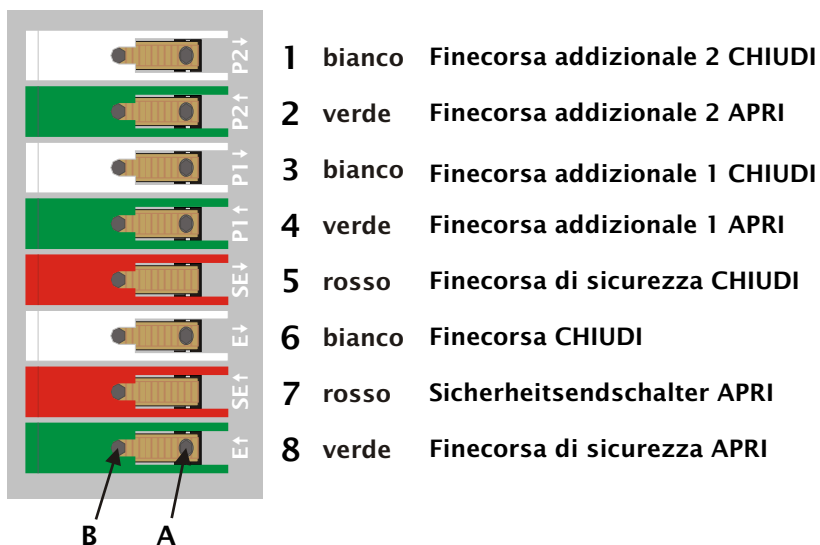 P2↓ 1 bianco Finecorsa addizionale 2 CHIUDI
P2↑ 2 verde Finecorsa addizionale 2 APRI
P1↓ 3 bianco Finecorsa addizionale 1 CHIUDI
P1↑ 4 verde Finecorsa addizionale 1 APRI
SE↓ 5 rosso Finecorsa di sicurezza CHIUDI
E↓ 6 bianco Finecorsa CHIUDI
SE↑ 7 rosso Sicherheitsendschalter APRI
E↑ 8 verde Finecorsa di sicurezza APRI
B A